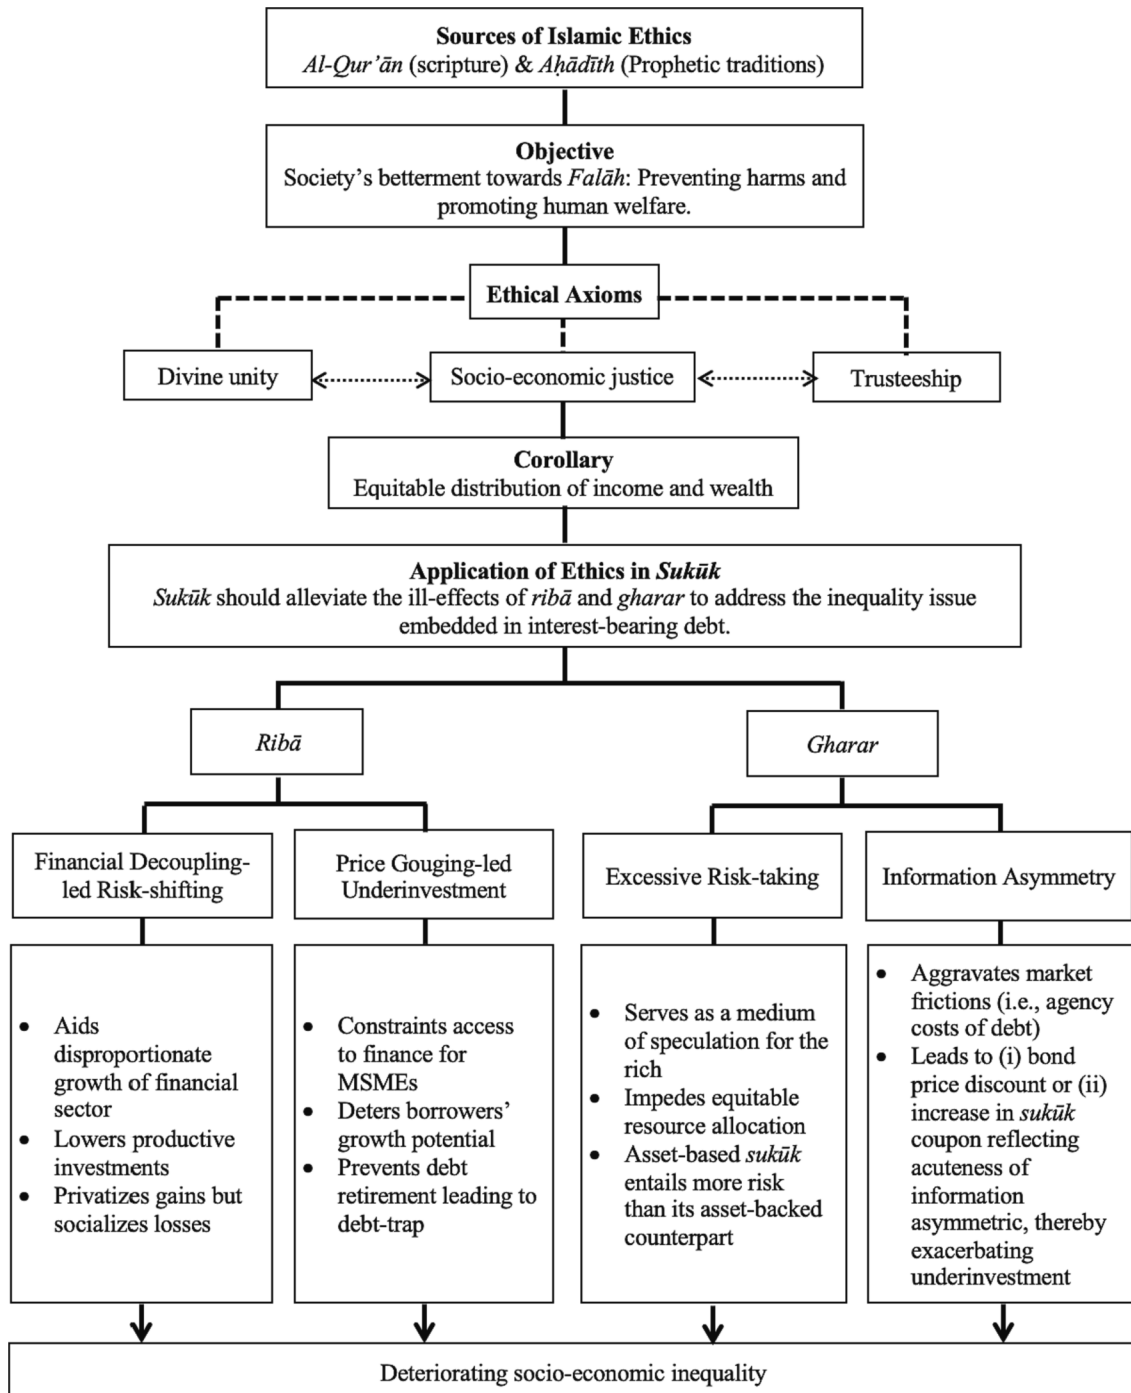 Sources of Islamic Ethics
Al-Qur’ān (scripture) & Aḥādīth (Prophetic traditions)
Objective
Society’s betterment towards Falāh: Preventing harms and
promoting human welfare.
Ethical Axioms
Divine unity
Socio-economic justice
Trusteeship
Corollary
Equitable distribution of income and wealth
Application of Ethics in Sukūk
Sukūk should alleviate the ill-effects of ribā and gharar to address the inequality issue
embedded in interest-bearing debt.
Ribā
Gharar
Financial Decoupling-
led Risk-shifting
Price Gouging-led
Underinvestment
Excessive Risk-taking
Information Asymmetry
• Aids
disproportionate
growth of financial
sector
• Lowers productive
investments
• Privatizes gains but
socializes losses
• Constraints access
to finance for
MSMEs
• Deters borrowers’
growth potential
• Prevents debt
retirement leading to
debt-trap
• Serves as a medium
of speculation for the
rich
• Impedes equitable
resource allocation
• Asset-based sukūk
entails more risk
than its asset-backed
counterpart
• Aggravates market
frictions (i.e., agency
costs of debt)
• Leads to (i) bond
price discount or (ii)
increase in sukūk
coupon reflecting
acuteness of
information
asymmetric, thereby
exacerbating
underinvestment
Deteriorating socio-economic inequality